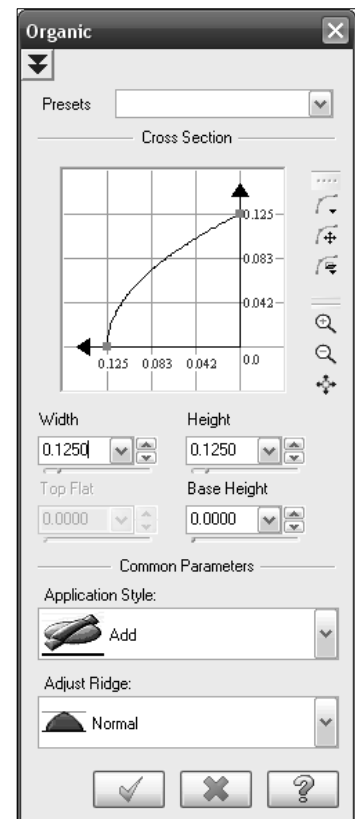 Organic
Presets
Cross Section
0.125
0.083
0.042
0.125 0.083 0.042 0.0
Width Height
0.1250 0.1250
Top Flat Base Height
0.0000 0.0000
Common Parameters
Application Style:
Add
Adjust Ridge:
Normal
?